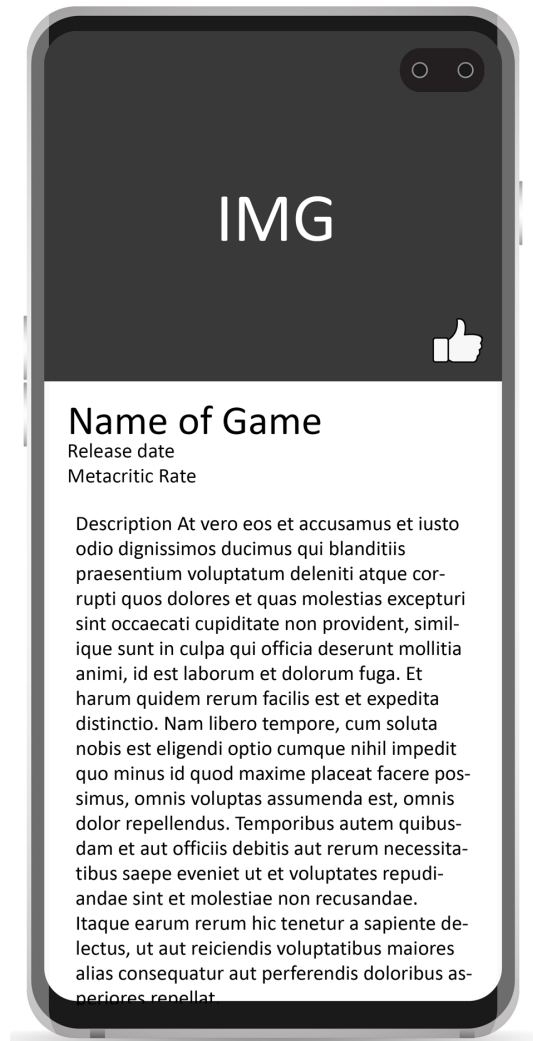 IMG
Name of Game
Release date
Metacritic Rate
Description At vero eos et accusamus et iusto
odio dignissimos ducimus qui blanditiis
praesentium voluptatum deleniti atque cor-
rupti quos dolores et quas molestias excepturi
sint occaecati cupiditate non provident, simil-
ique sunt in culpa qui officia deserunt mollitia
animi, id est laborum et dolorum fuga. Et
harum quidem rerum facilis est et expedita
distinctio. Nam libero tempore, cum soluta
nobis est eligendi optio cumque nihil impedit
quo minus id quod maxime placeat facere pos-
simus, omnis voluptas assumenda est, omnis
dolor repellendus. Temporibus autem quibus-
dam et aut officiis debitis aut rerum necessita-
tibus saepe eveniet ut et voluptates repudi-
andae sint et molestiae non recusandae.
Itaque earum rerum hic tenetur a sapiente de-
lectus, ut aut reiciendis voluptatibus maiores
alias consequatur aut perferendis doloribus as-
periores repellat.